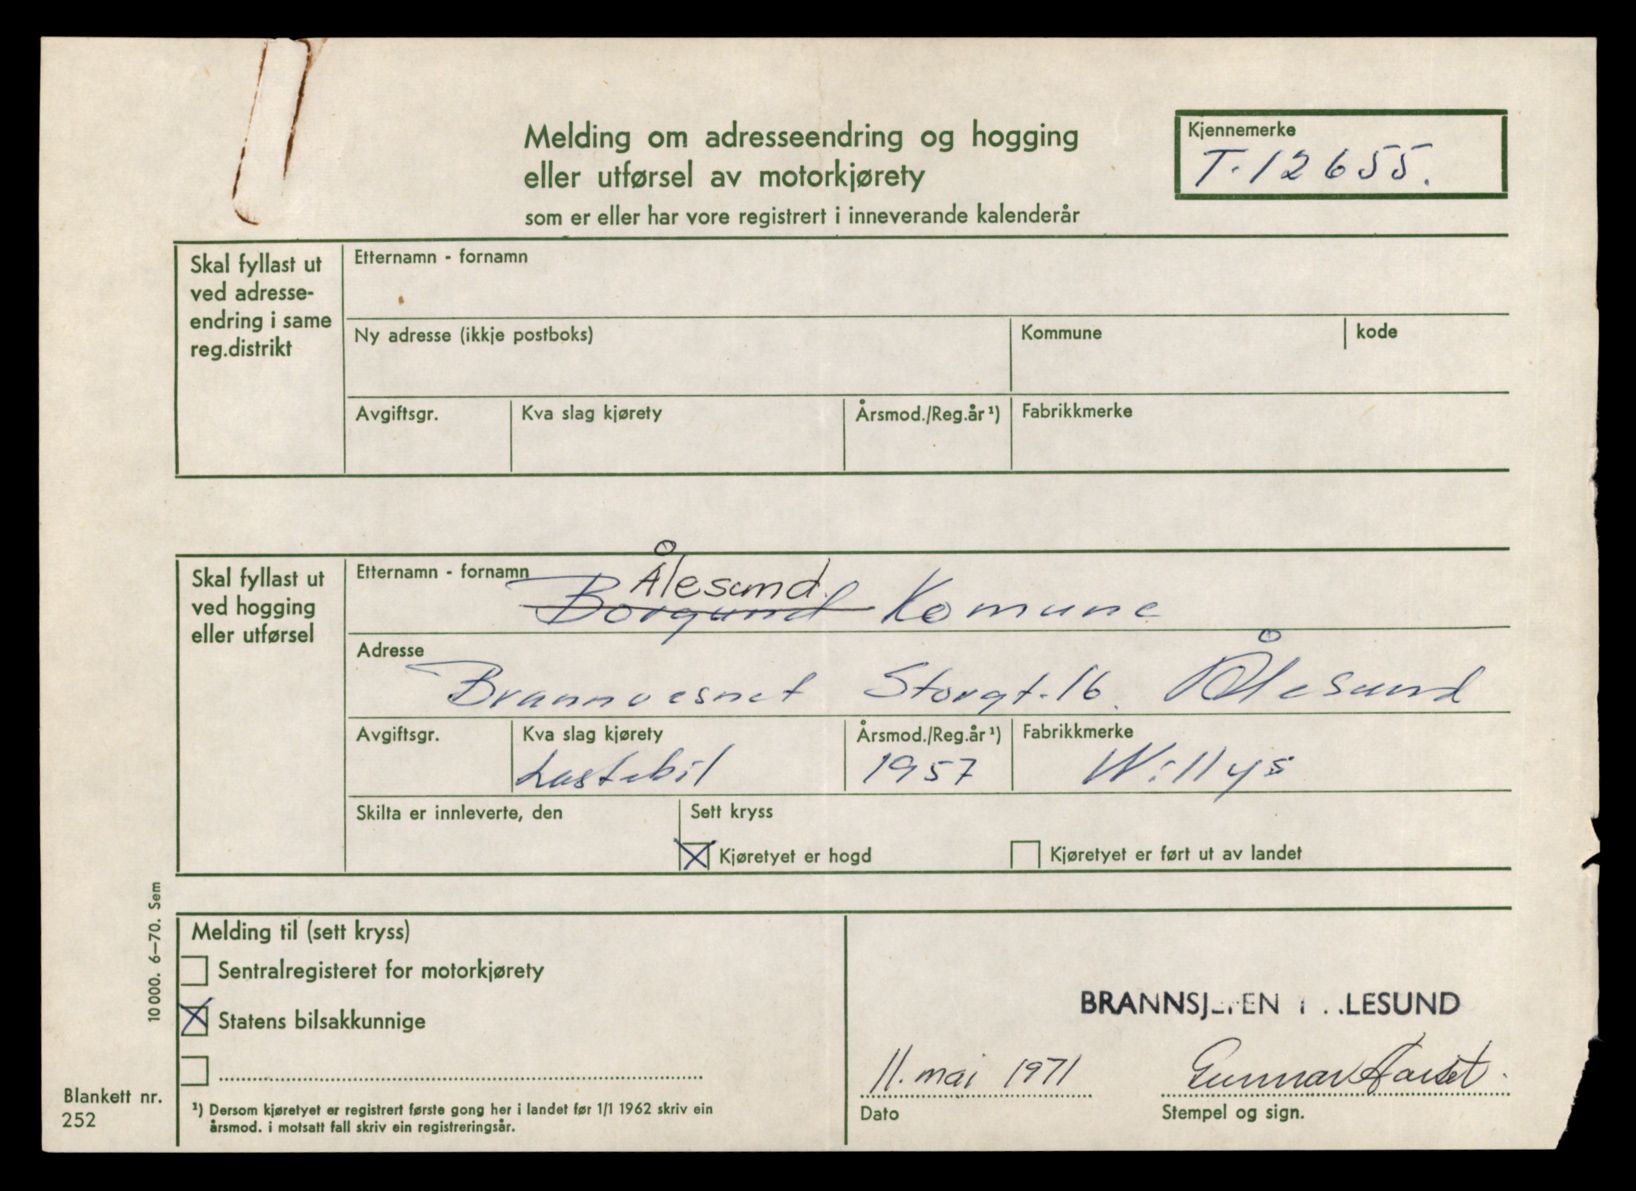 Melding om adresseendring og hogging
eller utførsel av motorkjørety
som er eller har vore registrert i inneverande kalenderår
Kjennemerke
T-12655.
Skal fyllast ut
ved adresse-
endring i same
reg.distrikt
Etternamn - fornamn
Ny adresse (ikkje postboks)
Kommune
kode
Avgiftsgr.
Kva slag kjørety
Årsmod./Reg.år ¹)
Fabrikkmerke
Skal fyllast ut
ved hogging
eller utførsel
Etternamn - fornamn
Ålesund
Borgund Komune
Adresse
Brannvesnet Storgt. 16. Ålesund
Avgiftsgr.
Kva slag kjørety
Lastebil
Årsmod./Reg.år ¹)
1957
Fabrikkmerke
Willys
Skilta er innleverte, den
Sett kryss
Kjøretyet er hogd
Kjøretyet er ført ut av landet
Melding til (sett kryss)
Sentralregisteret for motorkjørety
Statens bilsakkunnige
¹) Dersom kjøretyet er registrert første gong her i landet før 1/1 1962 skriv ein
årsmod. i motsatt fall skriv ein registreringsår.
BRANNSJEFEN I ÅLESUND
11. mai 1971
Gunnar Aarset.
Dato
Stempel og sign.
10 000. 6–70. Sem
Blankett nr.
252